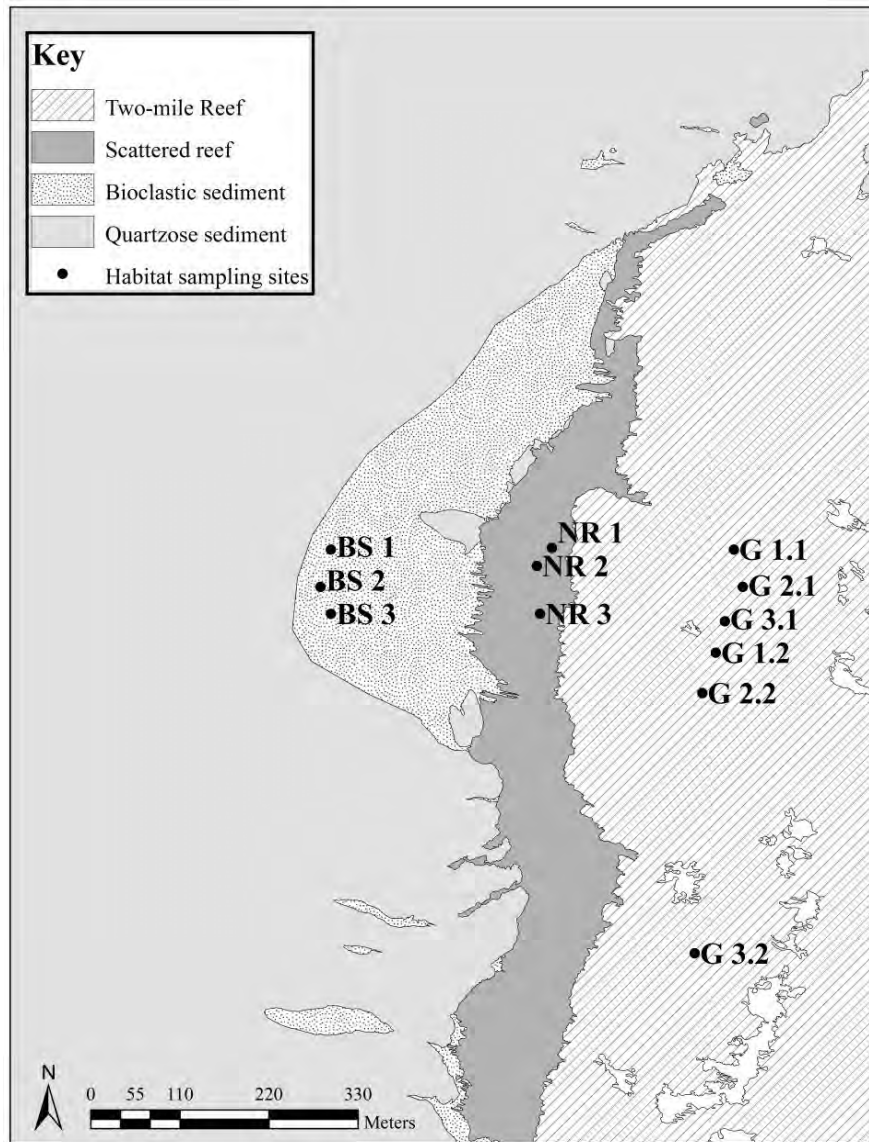 Key
Two-mile Reef
Scattered reef
Bioclastic sediment
Quartzose sediment
Habitat sampling sites
NR 1
BS 1
G 1.1
NR 2
BS 2
G 2.1
BS 3
NR 3
G 3.1
G 1.2
G 2.2
G 3.2
N
0 55 110 220 330
Meters